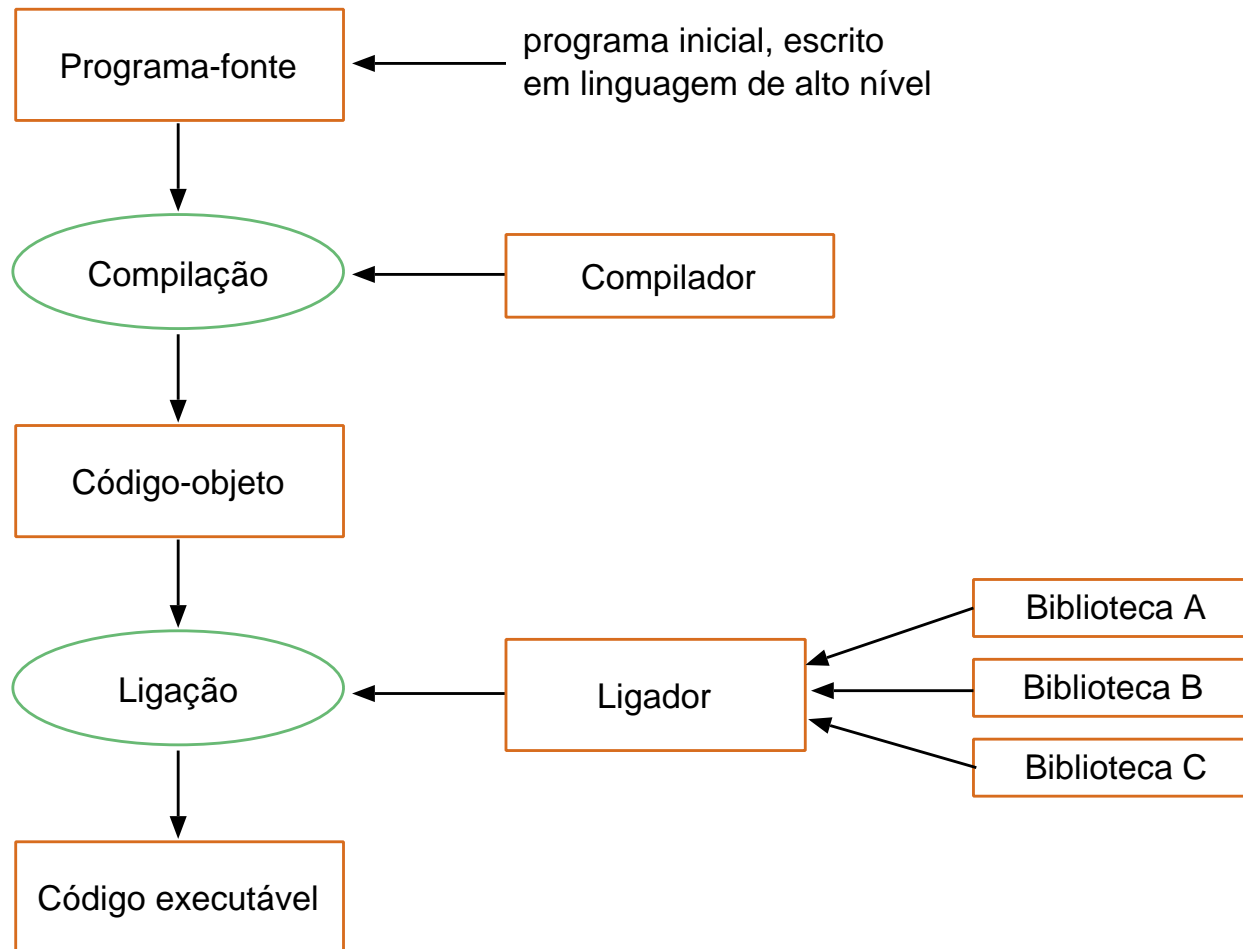 Programa-fonte
programa inicial, escrito
em linguagem de alto nível
Compilação
Compilador
Código-objeto
Biblioteca A
Ligação
Ligador
Biblioteca B
Biblioteca C
Código executável